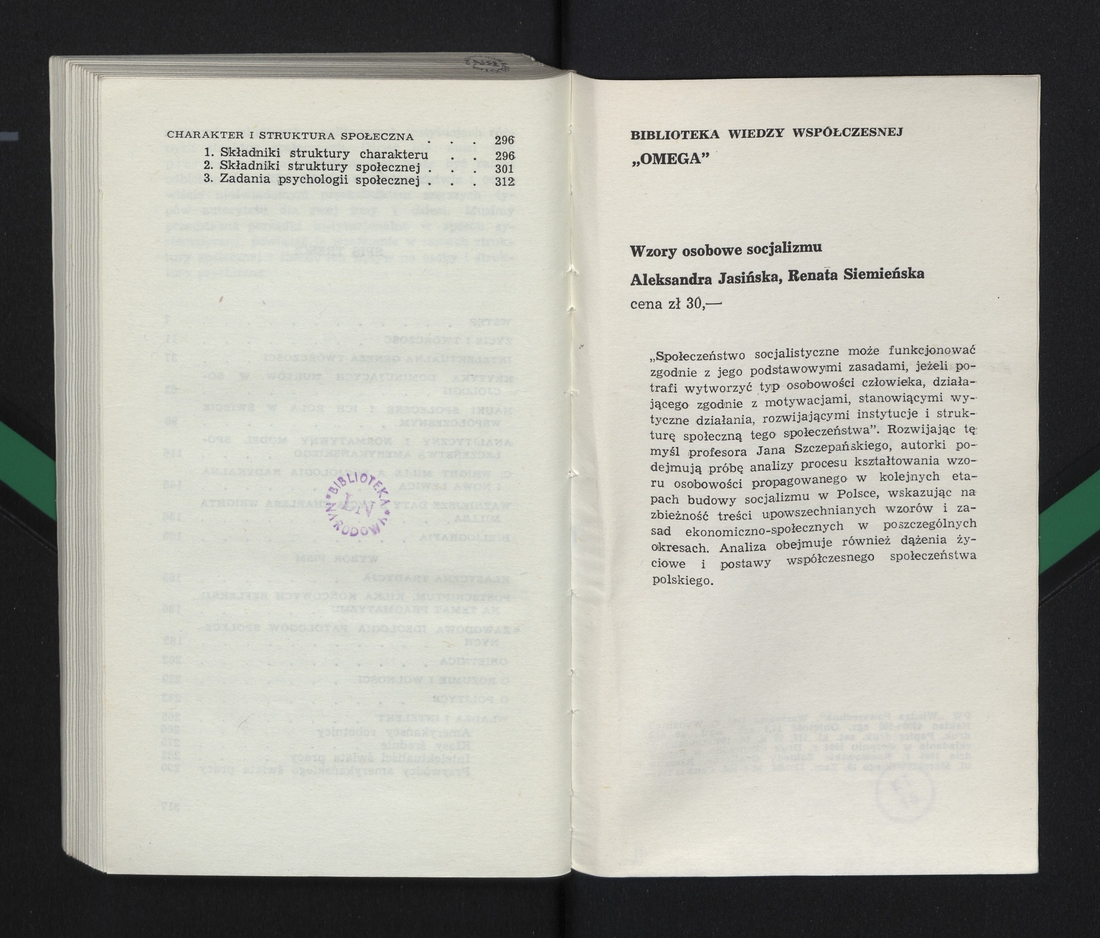 CHARAKTER I STRUKTURA SPOŁECZNA . . . 296
1. Składniki struktury charakteru . . 296
2. Składniki struktury społecznej . . . 301
3. Zadania psychologii społecznej . . . 312
BIBLIOTEKA NARODOWA
BN
BIBLIOTEKA WIEDZY WSPÓŁCZESNEJ
„OMEGA”
Wzory osobowe socjalizmu
Aleksandra Jasińska, Renata Siemieńska
cena zł 30,—
„Społeczeństwo socjalistyczne może funkcjonować
zgodnie z jego podstawowymi zasadami, jeżeli po-
trafi wytworzyć typ osobowości człowieka, działa-
jącego zgodnie z motywacjami, stanowiącymi wy-
tyczne działania, rozwijającymi instytucje i struk-
turę społeczną tego społeczeństwa”. Rozwijając tę
myśl profesora Jana Szczepańskiego, autorki po-
dejmują próbę analizy procesu kształtowania wzo-
ru osobowości propagowanego w kolejnych eta-
pach budowy socjalizmu w Polsce, wskazując na
zbieżność treści upowszechnianych wzorów i za-
sad ekonomiczno-społecznych w poszczególnych
okresach. Analiza obejmuje również dążenia ży-
ciowe i postawy współczesnego społeczeństwa
polskiego.